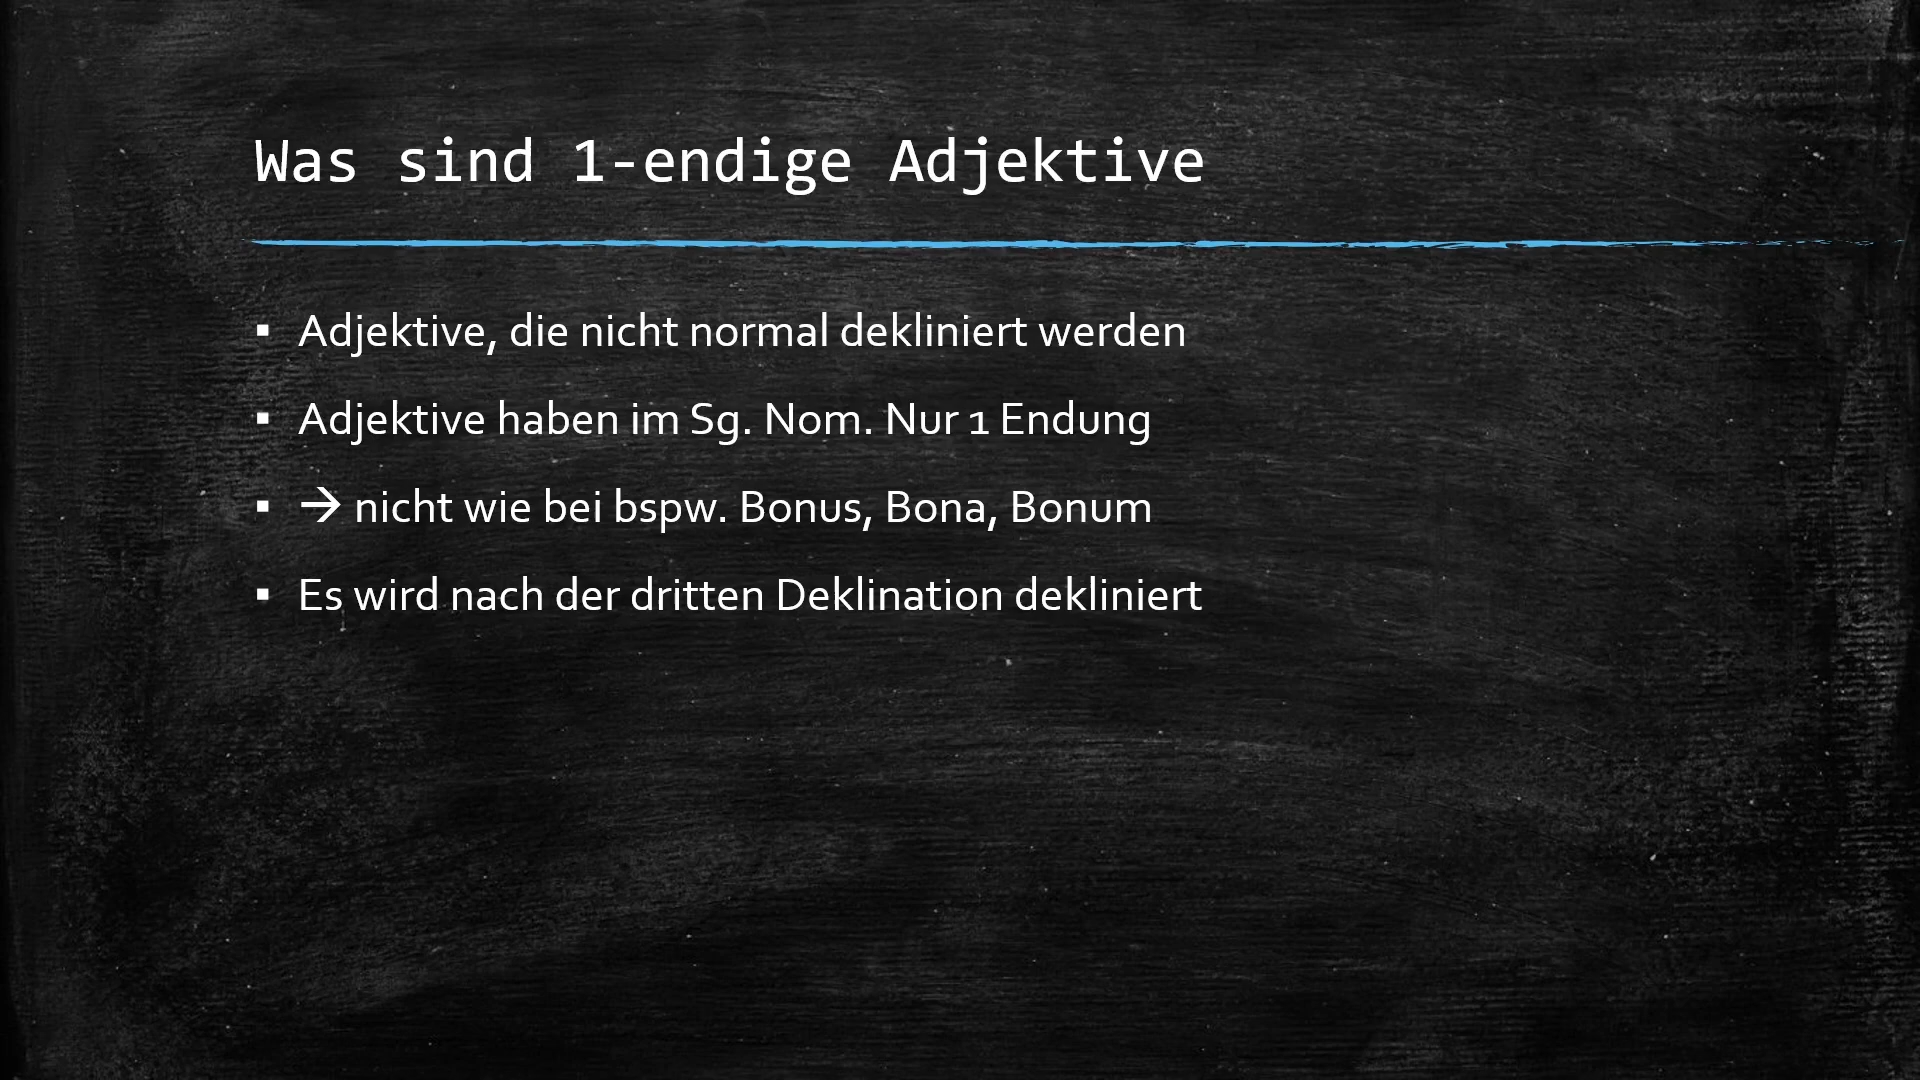 Was sind 1-endige Adjektive
▪ Adjektive, die nicht normal dekliniert werden
▪ Adjektive haben im Sg. Nom. Nur 1 Endung
▪ → nicht wie bei bspw. Bonus, Bona, Bonum
▪ Es wird nach der dritten Deklination dekliniert